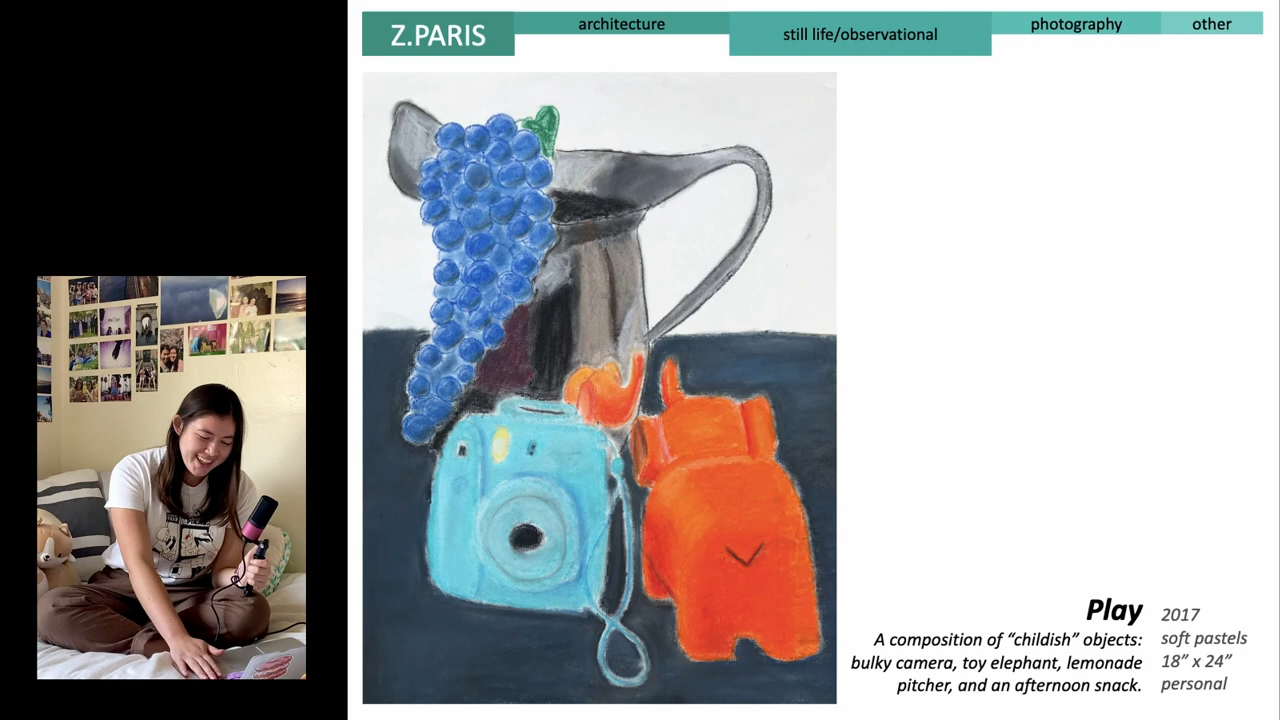 Z.PARIS
architecture
still life/observational
photography
other
Play
A composition of “childish” objects:
bulky camera, toy elephant, lemonade
pitcher, and an afternoon snack.
2017
soft pastels
18” x 24”
personal